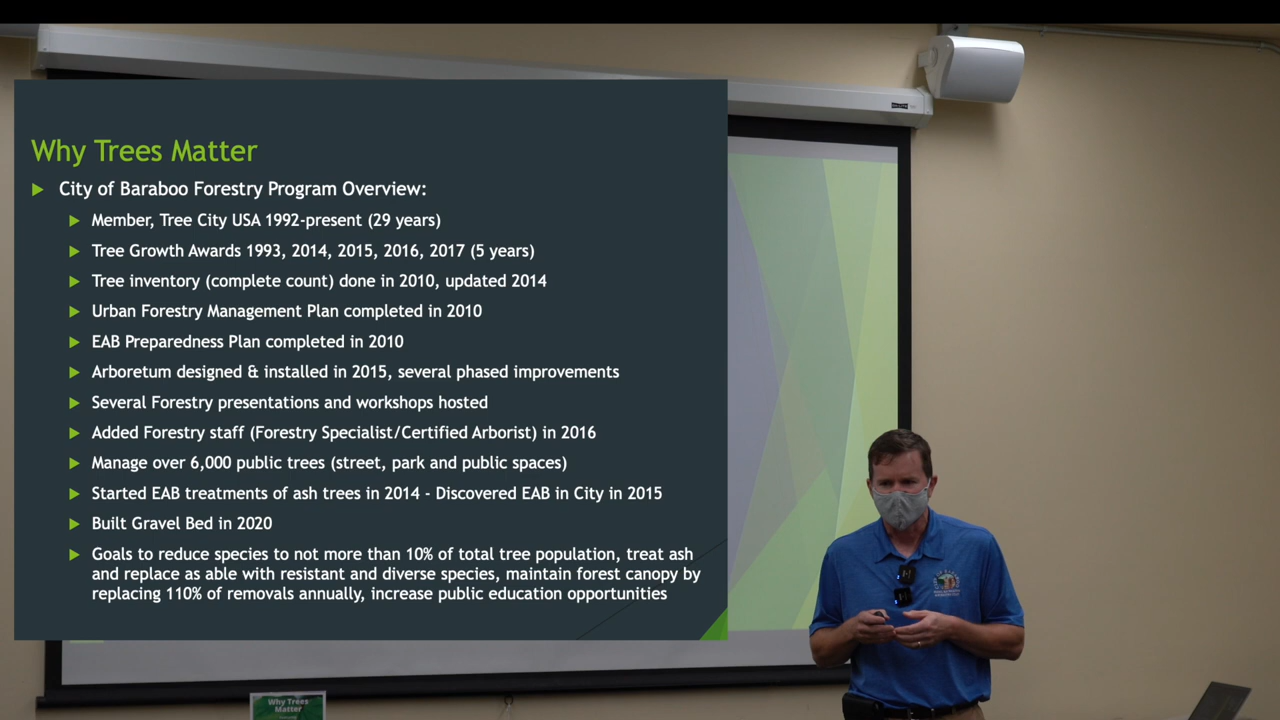 Why Trees Matter
City of Baraboo Forestry Program Overview:
Member, Tree City USA 1992-present (29 years)
Tree Growth Awards 1993, 2014, 2015, 2016, 2017 (5 years)
Tree inventory (complete count) done in 2010, updated 2014
Urban Forestry Management Plan completed in 2010
EAB Preparedness Plan completed in 2010
Arboretum designed & installed in 2015, several phased improvements
Several Forestry presentations and workshops hosted
Added Forestry staff (Forestry Specialist/Certified Arborist) in 2016
Manage over 6,000 public trees (street, park and public spaces)
Started EAB treatments of ash trees in 2014 - Discovered EAB in City in 2015
Built Gravel Bed in 2020
Goals to reduce species to not more than 10% of total tree population, treat ash
and replace as able with resistant and diverse species, maintain forest canopy by
replacing 110% of removals annually, increase public education opportunities
Why Trees
Matter